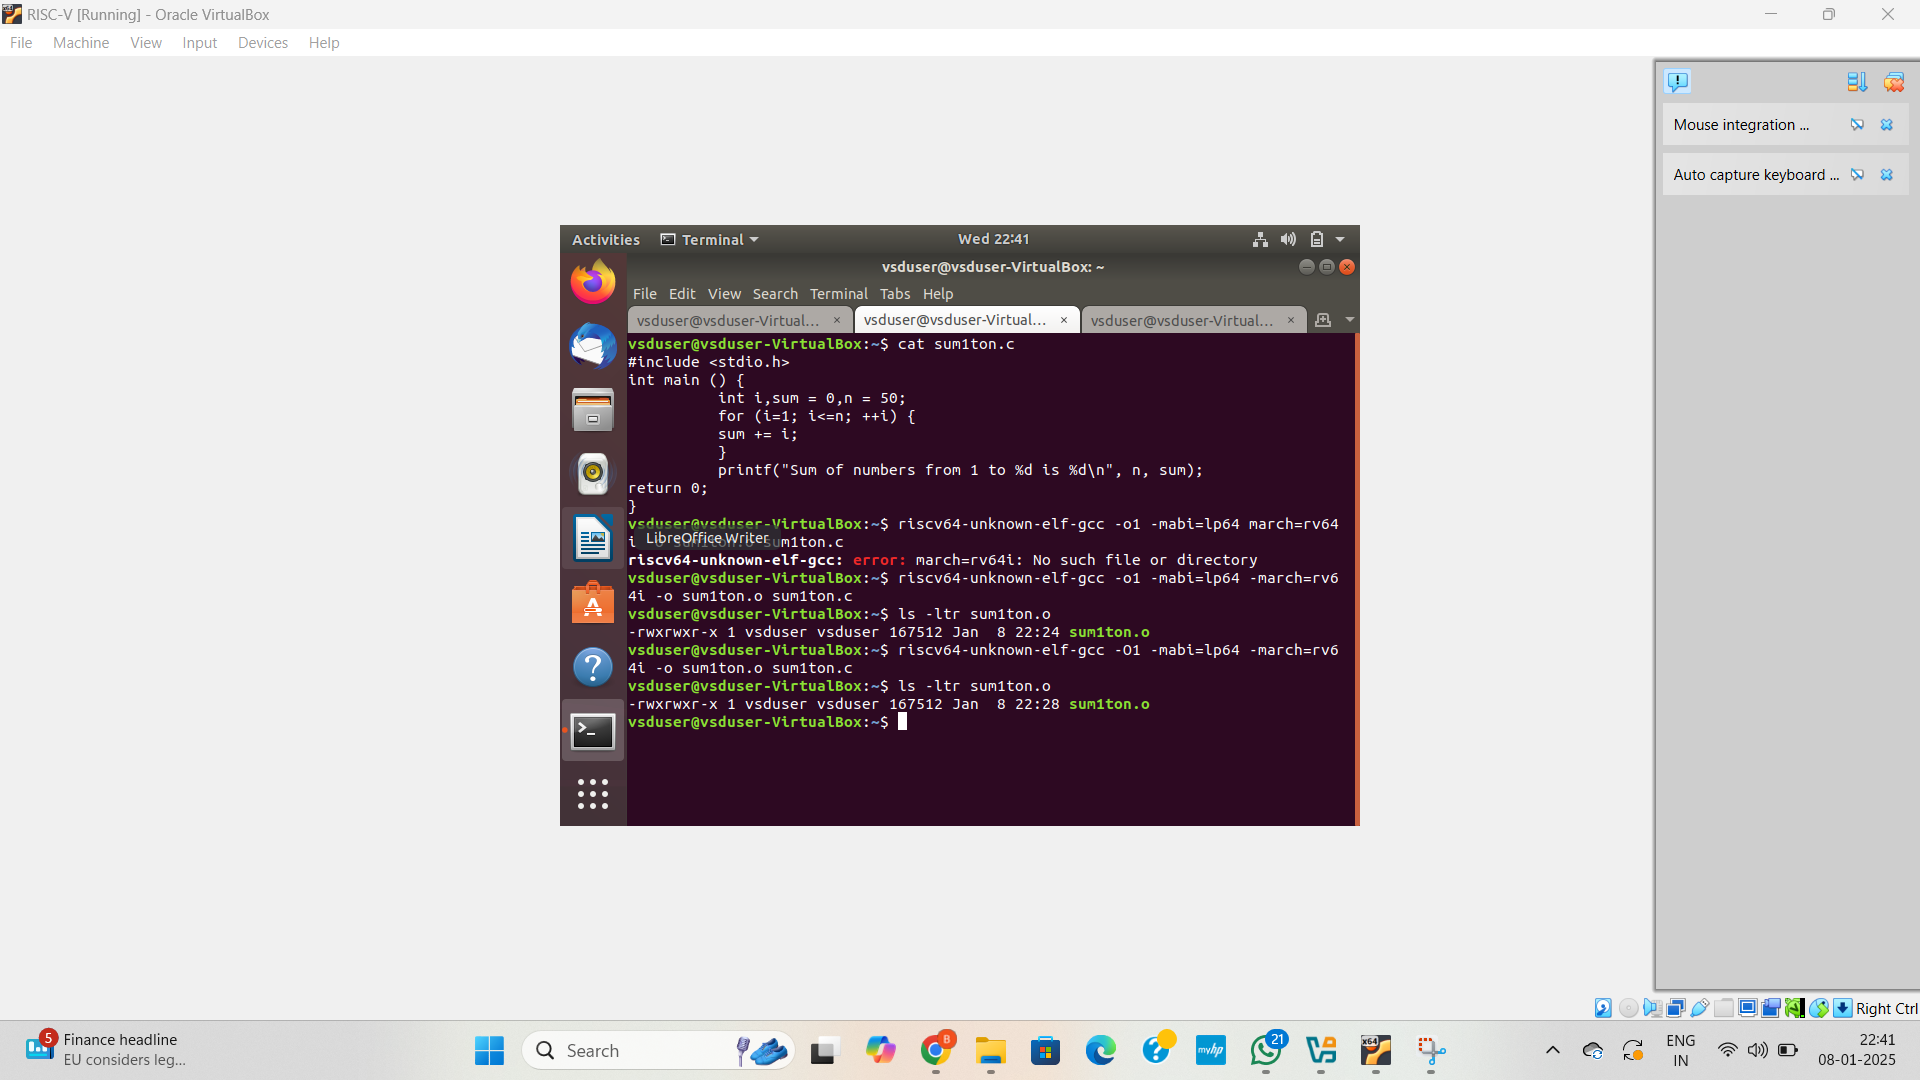 RISC-V [Running] - Oracle VirtualBox
File Machine View Input Devices Help
Mouse integration ...
Auto capture keyboard ...
Activities Terminal Wed 22:41
vsduser@vsduser-VirtualBox: ~
File Edit View Search Terminal Tabs Help
vsduser@vsduser-Virtual... × vsduser@vsduser-Virtual... × vsduser@vsduser-Virtual... ×
vsduser@vsduser-VirtualBox:~$ cat sum1ton.c
#include <stdio.h>
int main () {
int i,sum = 0,n = 50;
for (i=1; i<=n; ++i) {
sum += i;
}
printf("Sum of numbers from 1 to %d is %d\n", n, sum);
return 0;
}
vsduser@vsduser-VirtualBox:~$ riscv64-unknown-elf-gcc -o1 -mabi=lp64 march=rv64
i -o sum1ton.o sum1ton.c
LibreOffice Writer
riscv64-unknown-elf-gcc: error: march=rv64i: No such file or directory
vsduser@vsduser-VirtualBox:~$ riscv64-unknown-elf-gcc -o1 -mabi=lp64 -march=rv6
4i -o sum1ton.o sum1ton.c
vsduser@vsduser-VirtualBox:~$ ls -ltr sum1ton.o
-rwxrwxr-x 1 vsduser vsduser 167512 Jan  8 22:24 sum1ton.o
vsduser@vsduser-VirtualBox:~$ riscv64-unknown-elf-gcc -O1 -mabi=lp64 -march=rv6
4i -o sum1ton.o sum1ton.c
vsduser@vsduser-VirtualBox:~$ ls -ltr sum1ton.o
-rwxrwxr-x 1 vsduser vsduser 167512 Jan  8 22:28 sum1ton.o
vsduser@vsduser-VirtualBox:~$
Right Ctrl
5 Finance headline
EU considers leg...
Search
B
myhp
21
x64
ENG
IN
22:41
08-01-2025